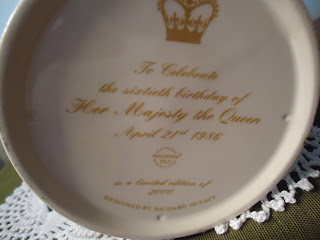 To Celebrate
the sixtieth birthday of
Her Majesty the Queen
April 21st 1986
in a limited edition of
2000
DESIGNED BY RICHARD